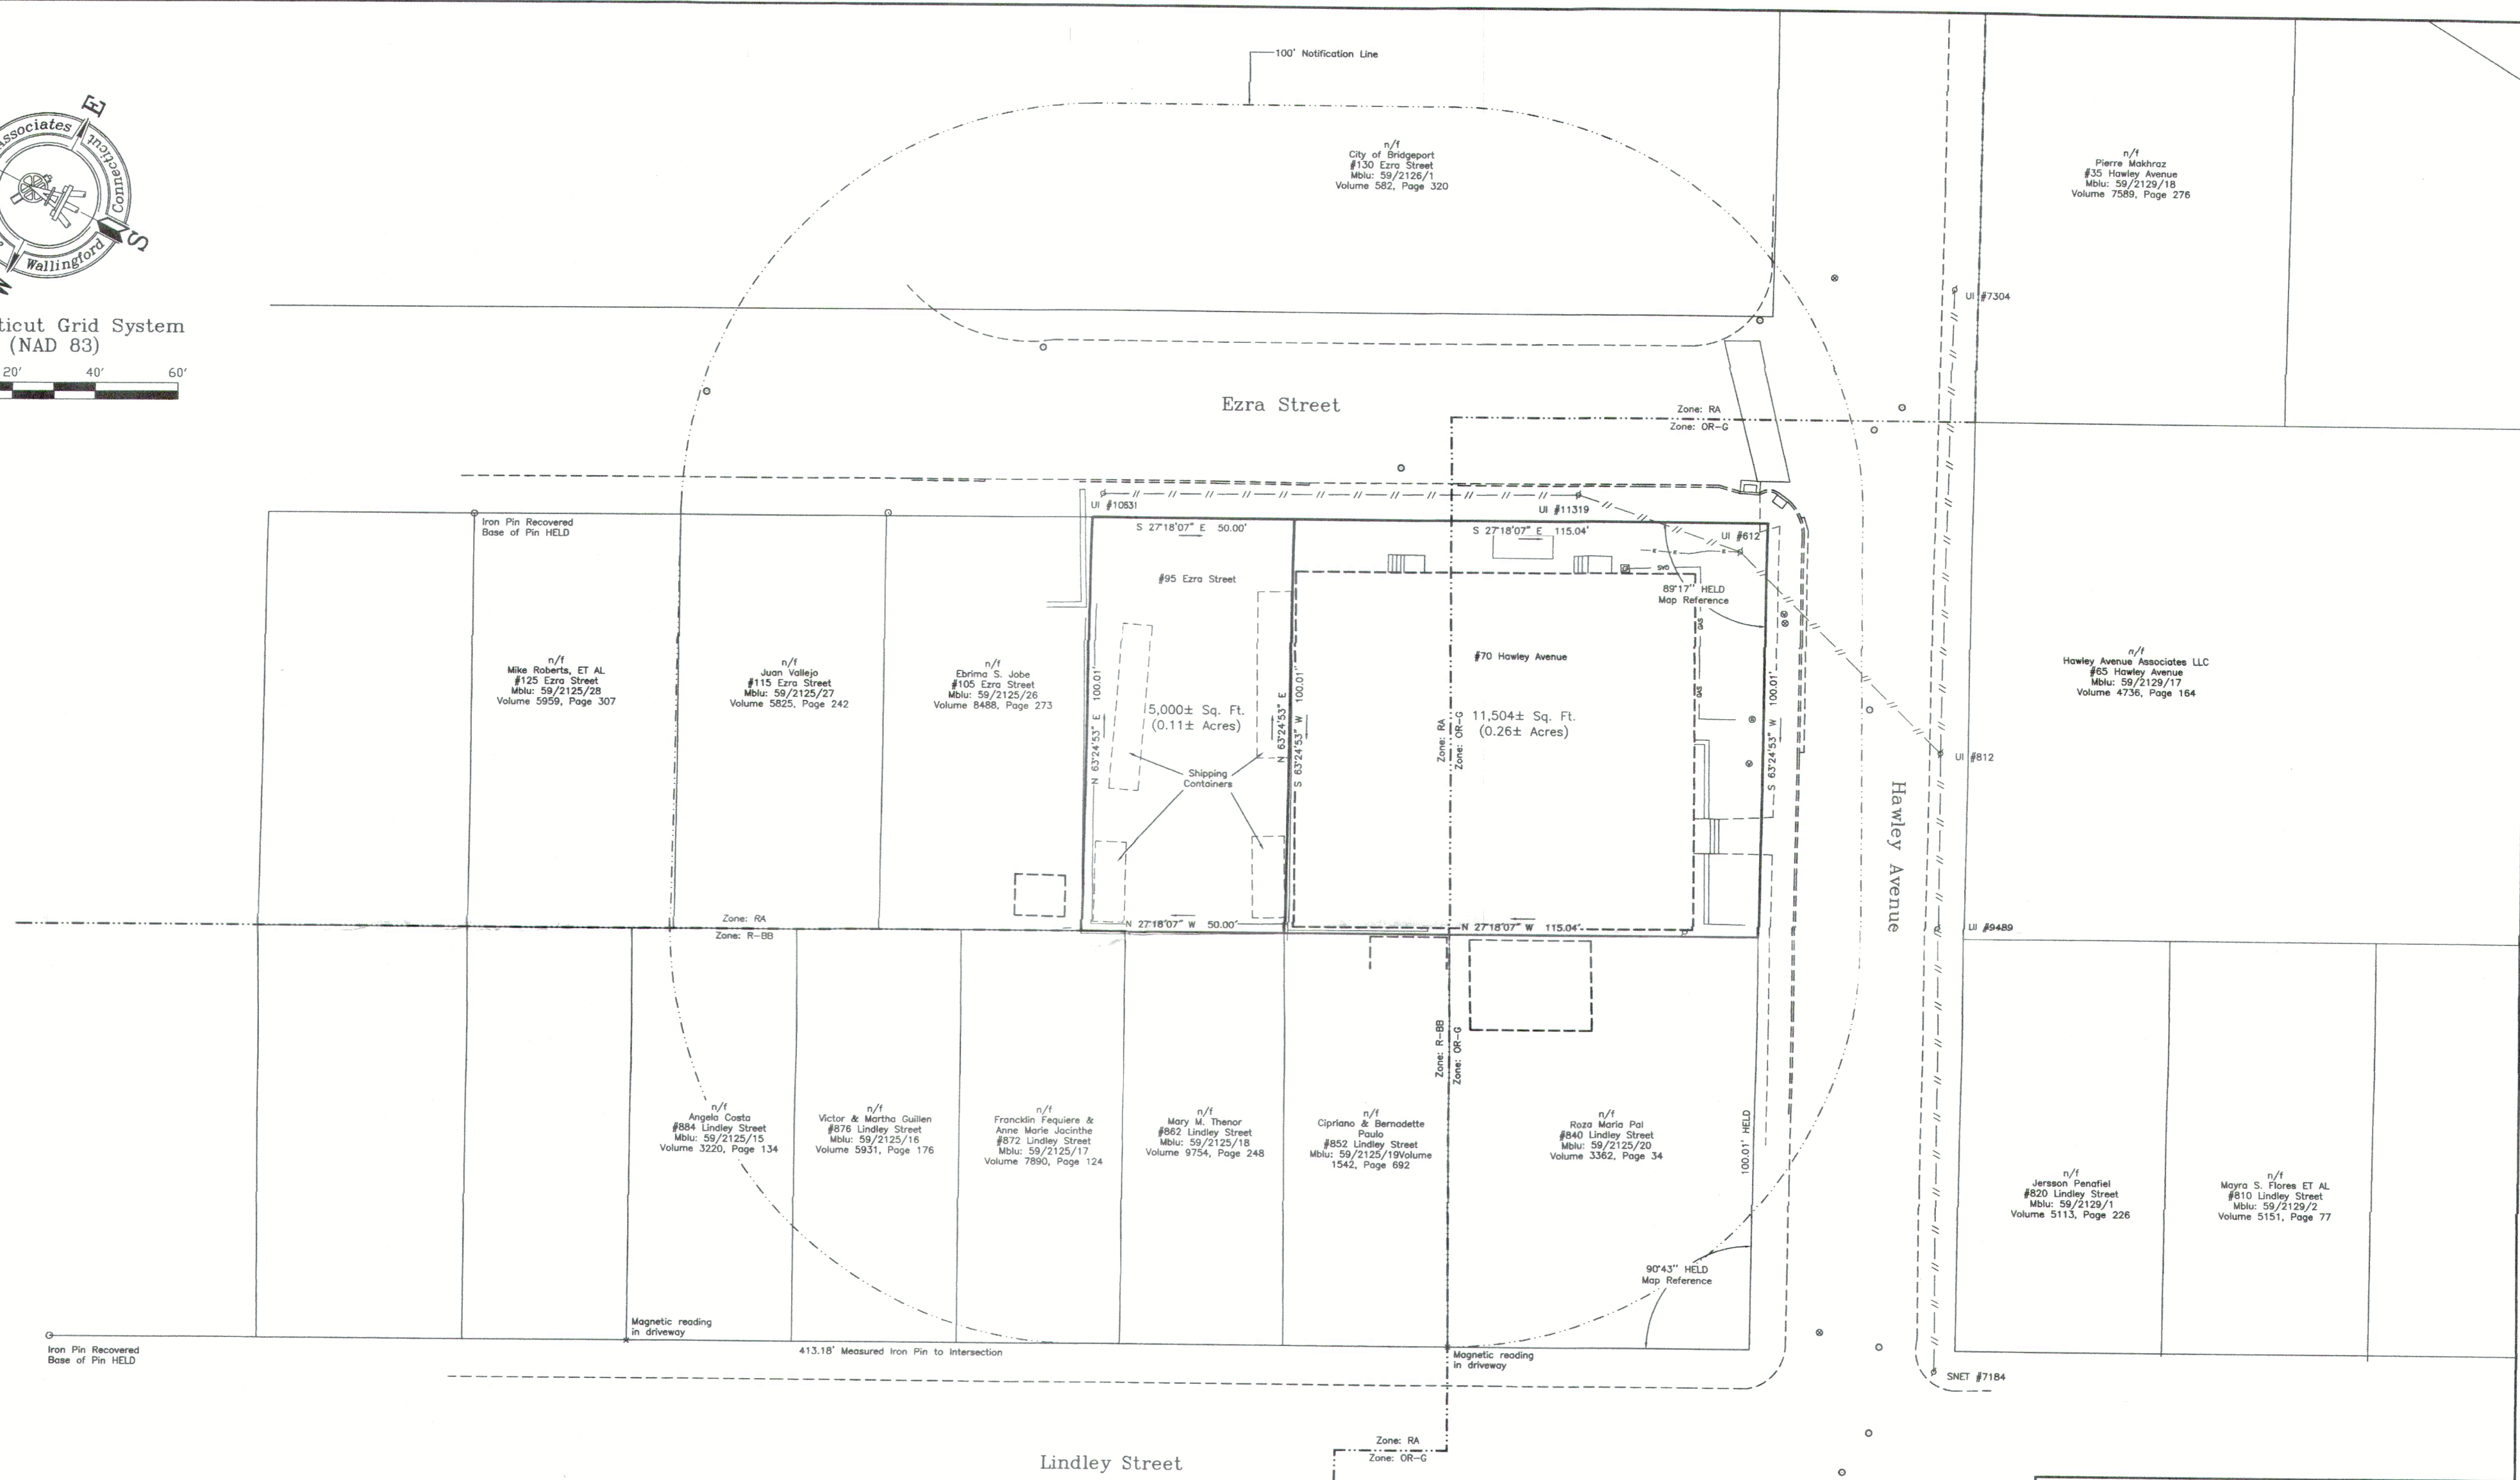 100' Notification Line
E
ssociates
Connecticut
S
Wallingford
W
ticut Grid System
(NAD 83)
20' 40' 60'
n/f
City of Bridgeport
#130 Ezra Street
Mblu: 59/2126/1
Volume 582, Page 320
n/f
Pierre Makhraz
#35 Hawley Avenue
Mblu: 59/2129/18
Volume 7589, Page 276
UI #7304
Ezra Street
Zone: RA
Zone: OR-G
Iron Pin Recovered
Base of Pin HELD
UI #10531
UI #11319
UI #612
S 27°18'07" E 50.00'
S 27°18'07" E 115.04'
#95 Ezra Street
GAS
89°17'' HELD
Map Reference
GAS
GAS
#70 Hawley Avenue
n/f
Mike Roberts, ET AL
#125 Ezra Street
Mblu: 59/2125/28
Volume 5959, Page 307
n/f
Juan Vallejo
#115 Ezra Street
Mblu: 59/2125/27
Volume 5825, Page 242
n/f
Ebrima S. Jobe
#105 Ezra Street
Mblu: 59/2125/26
Volume 8488, Page 273
N 63°24'53" E 100.01'
5,000± Sq. Ft.
(0.11± Acres)
N 63°24'53" E
S 63°24'53" W 100.01'
Zone: RA
Zone: OR-G
11,504± Sq. Ft.
(0.26± Acres)
S 63°24'53" W 100.01'
n/f
Hawley Avenue Associates LLC
#65 Hawley Avenue
Mblu: 59/2129/17
Volume 4736, Page 164
UI #812
Shipping
Containers
Hawley Avenue
Zone: RA
Zone: R-BB
N 27°18'07" W 50.00'
N 27°18'07" W 115.04'
UI #9489
Zone: R-BB
Zone: OR-G
n/f
Angela Costa
#884 Lindley Street
Mblu: 59/2125/15
Volume 3220, Page 134
n/f
Victor & Martha Guillen
#876 Lindley Street
Mblu: 59/2125/16
Volume 5931, Page 176
n/f
Francklin Fequiere &
Anne Marie Jacinthe
#872 Lindley Street
Mblu: 59/2125/17
Volume 7890, Page 124
n/f
Mary M. Thenor
#862 Lindley Street
Mblu: 59/2125/18
Volume 9754, Page 248
n/f
Cipriano & Bernadette
Paulo
#852 Lindley Street
Mblu: 59/2125/19Volume
1542, Page 692
n/f
Roza Maria Pal
#840 Lindley Street
Mblu: 59/2125/20
Volume 3362, Page 34
100.01' HELD
n/f
Jersson Penafiel
#820 Lindley Street
Mblu: 59/2129/1
Volume 5113, Page 226
n/f
Mayra S. Flores ET AL
#810 Lindley Street
Mblu: 59/2129/2
Volume 5151, Page 77
90°43'' HELD
Map Reference
Magnetic reading
in driveway
Iron Pin Recovered
Base of Pin HELD
413.18' Measured Iron Pin to Intersection
Magnetic reading
in driveway
SNET #7184
Zone: RA
Zone: OR-G
Lindley Street